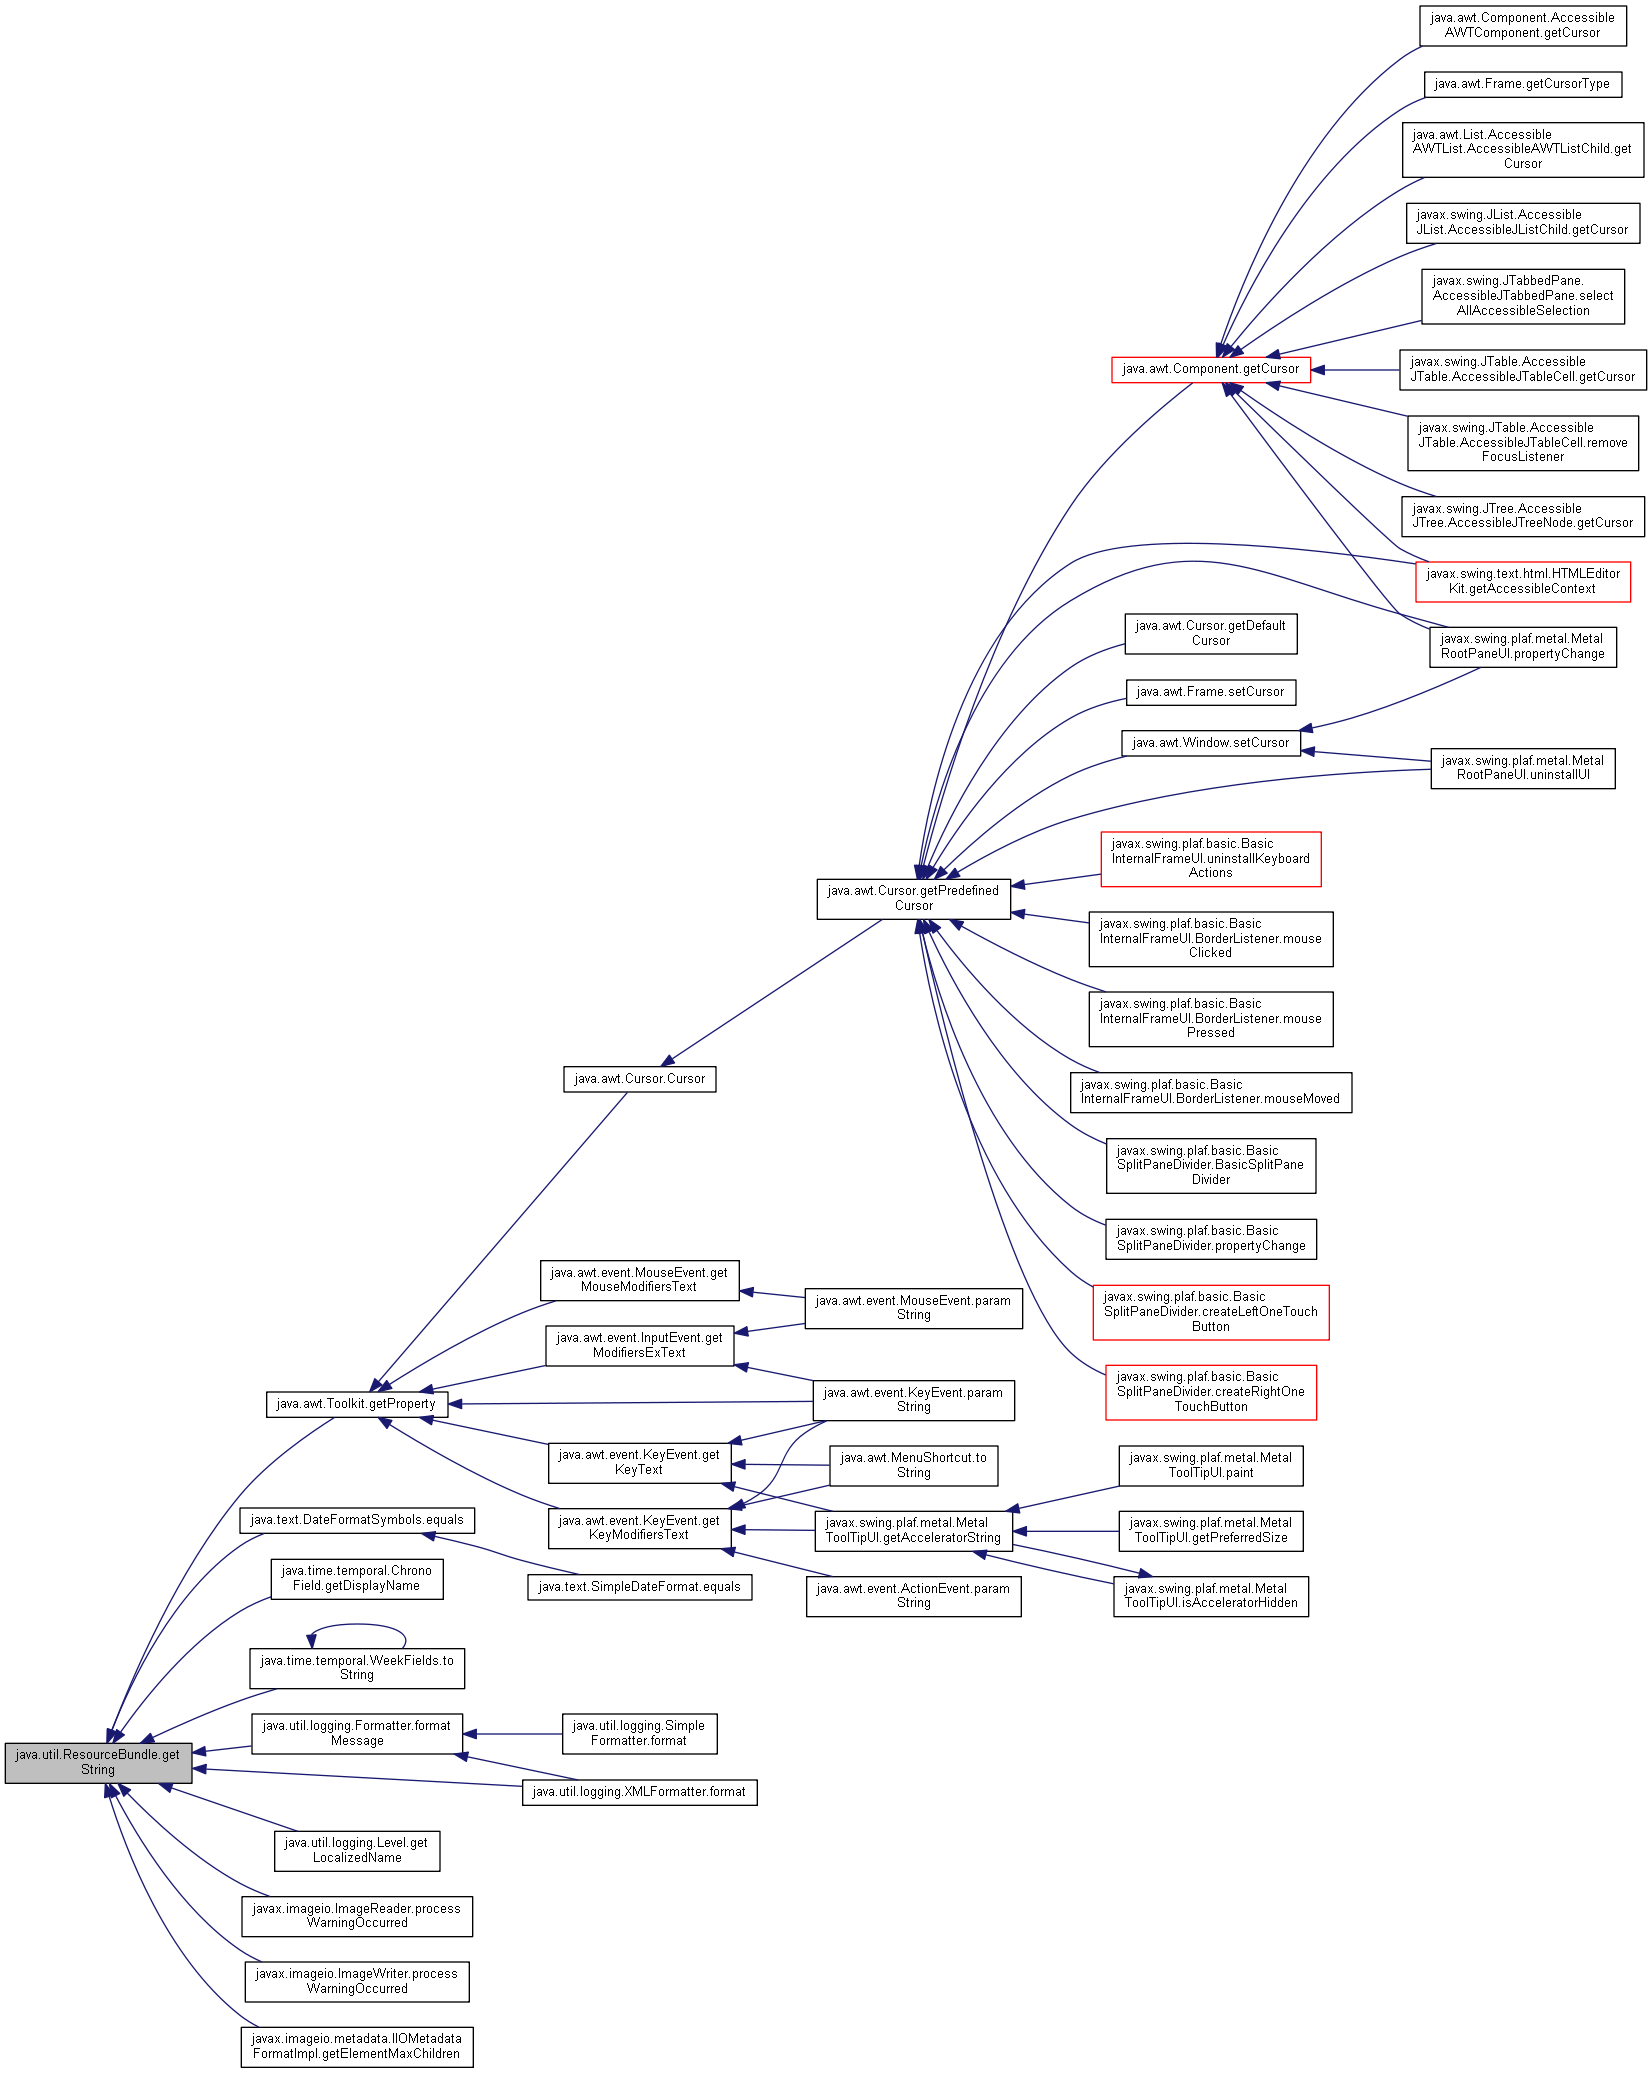 java.awt.Component.Accessible
AWTComponent.getCursor
java.awt.Frame.getCursorType
java.awt.List.Accessible
AWTList.AccessibleAWTListChild.get
Cursor
javax.swing.JList.Accessible
JList.AccessibleJListChild.getCursor
javax.swing.JTabbedPane.
AccessibleJTabbedPane.select
AllAccessibleSelection
java.awt.Component.getCursor
javax.swing.JTable.Accessible
JTable.AccessibleJTableCell.getCursor
javax.swing.JTable.Accessible
JTable.AccessibleJTableCell.remove
FocusListener
javax.swing.JTree.Accessible
JTree.AccessibleJTreeNode.getCursor
javax.swing.text.html.HTMLEditor
Kit.getAccessibleContext
java.awt.Cursor.getDefault
Cursor
javax.swing.plaf.metal.Metal
RootPaneUI.propertyChange
java.awt.Frame.setCursor
java.awt.Window.setCursor
javax.swing.plaf.metal.Metal
RootPaneUI.uninstallUI
javax.swing.plaf.basic.Basic
InternalFrameUI.uninstallKeyboard
Actions
java.awt.Cursor.getPredefined
Cursor
javax.swing.plaf.basic.Basic
InternalFrameUI.BorderListener.mouse
Clicked
javax.swing.plaf.basic.Basic
InternalFrameUI.BorderListener.mouse
Pressed
java.awt.Cursor.Cursor
javax.swing.plaf.basic.Basic
InternalFrameUI.BorderListener.mouseMoved
javax.swing.plaf.basic.Basic
SplitPaneDivider.BasicSplitPane
Divider
javax.swing.plaf.basic.Basic
SplitPaneDivider.propertyChange
java.awt.event.MouseEvent.get
MouseModifiersText
java.awt.event.MouseEvent.param
String
javax.swing.plaf.basic.Basic
SplitPaneDivider.createLeftOneTouch
Button
java.awt.event.InputEvent.get
ModifiersExText
javax.swing.plaf.basic.Basic
SplitPaneDivider.createRightOne
TouchButton
java.awt.Toolkit.getProperty
java.awt.event.KeyEvent.param
String
java.awt.event.KeyEvent.get
KeyText
java.awt.MenuShortcut.to
String
javax.swing.plaf.metal.Metal
ToolTipUI.paint
java.text.DateFormatSymbols.equals
java.awt.event.KeyEvent.get
KeyModifiersText
javax.swing.plaf.metal.Metal
ToolTipUI.getAcceleratorString
javax.swing.plaf.metal.Metal
ToolTipUI.getPreferredSize
java.time.temporal.Chrono
Field.getDisplayName
java.text.SimpleDateFormat.equals
java.awt.event.ActionEvent.param
String
javax.swing.plaf.metal.Metal
ToolTipUI.isAcceleratorHidden
java.time.temporal.WeekFields.to
String
java.util.logging.Formatter.format
Message
java.util.logging.Simple
Formatter.format
java.util.ResourceBundle.get
String
java.util.logging.XMLFormatter.format
java.util.logging.Level.get
LocalizedName
javax.imageio.ImageReader.process
WarningOccurred
javax.imageio.ImageWriter.process
WarningOccurred
javax.imageio.metadata.IIOMetadata
FormatImpl.getElementMaxChildren